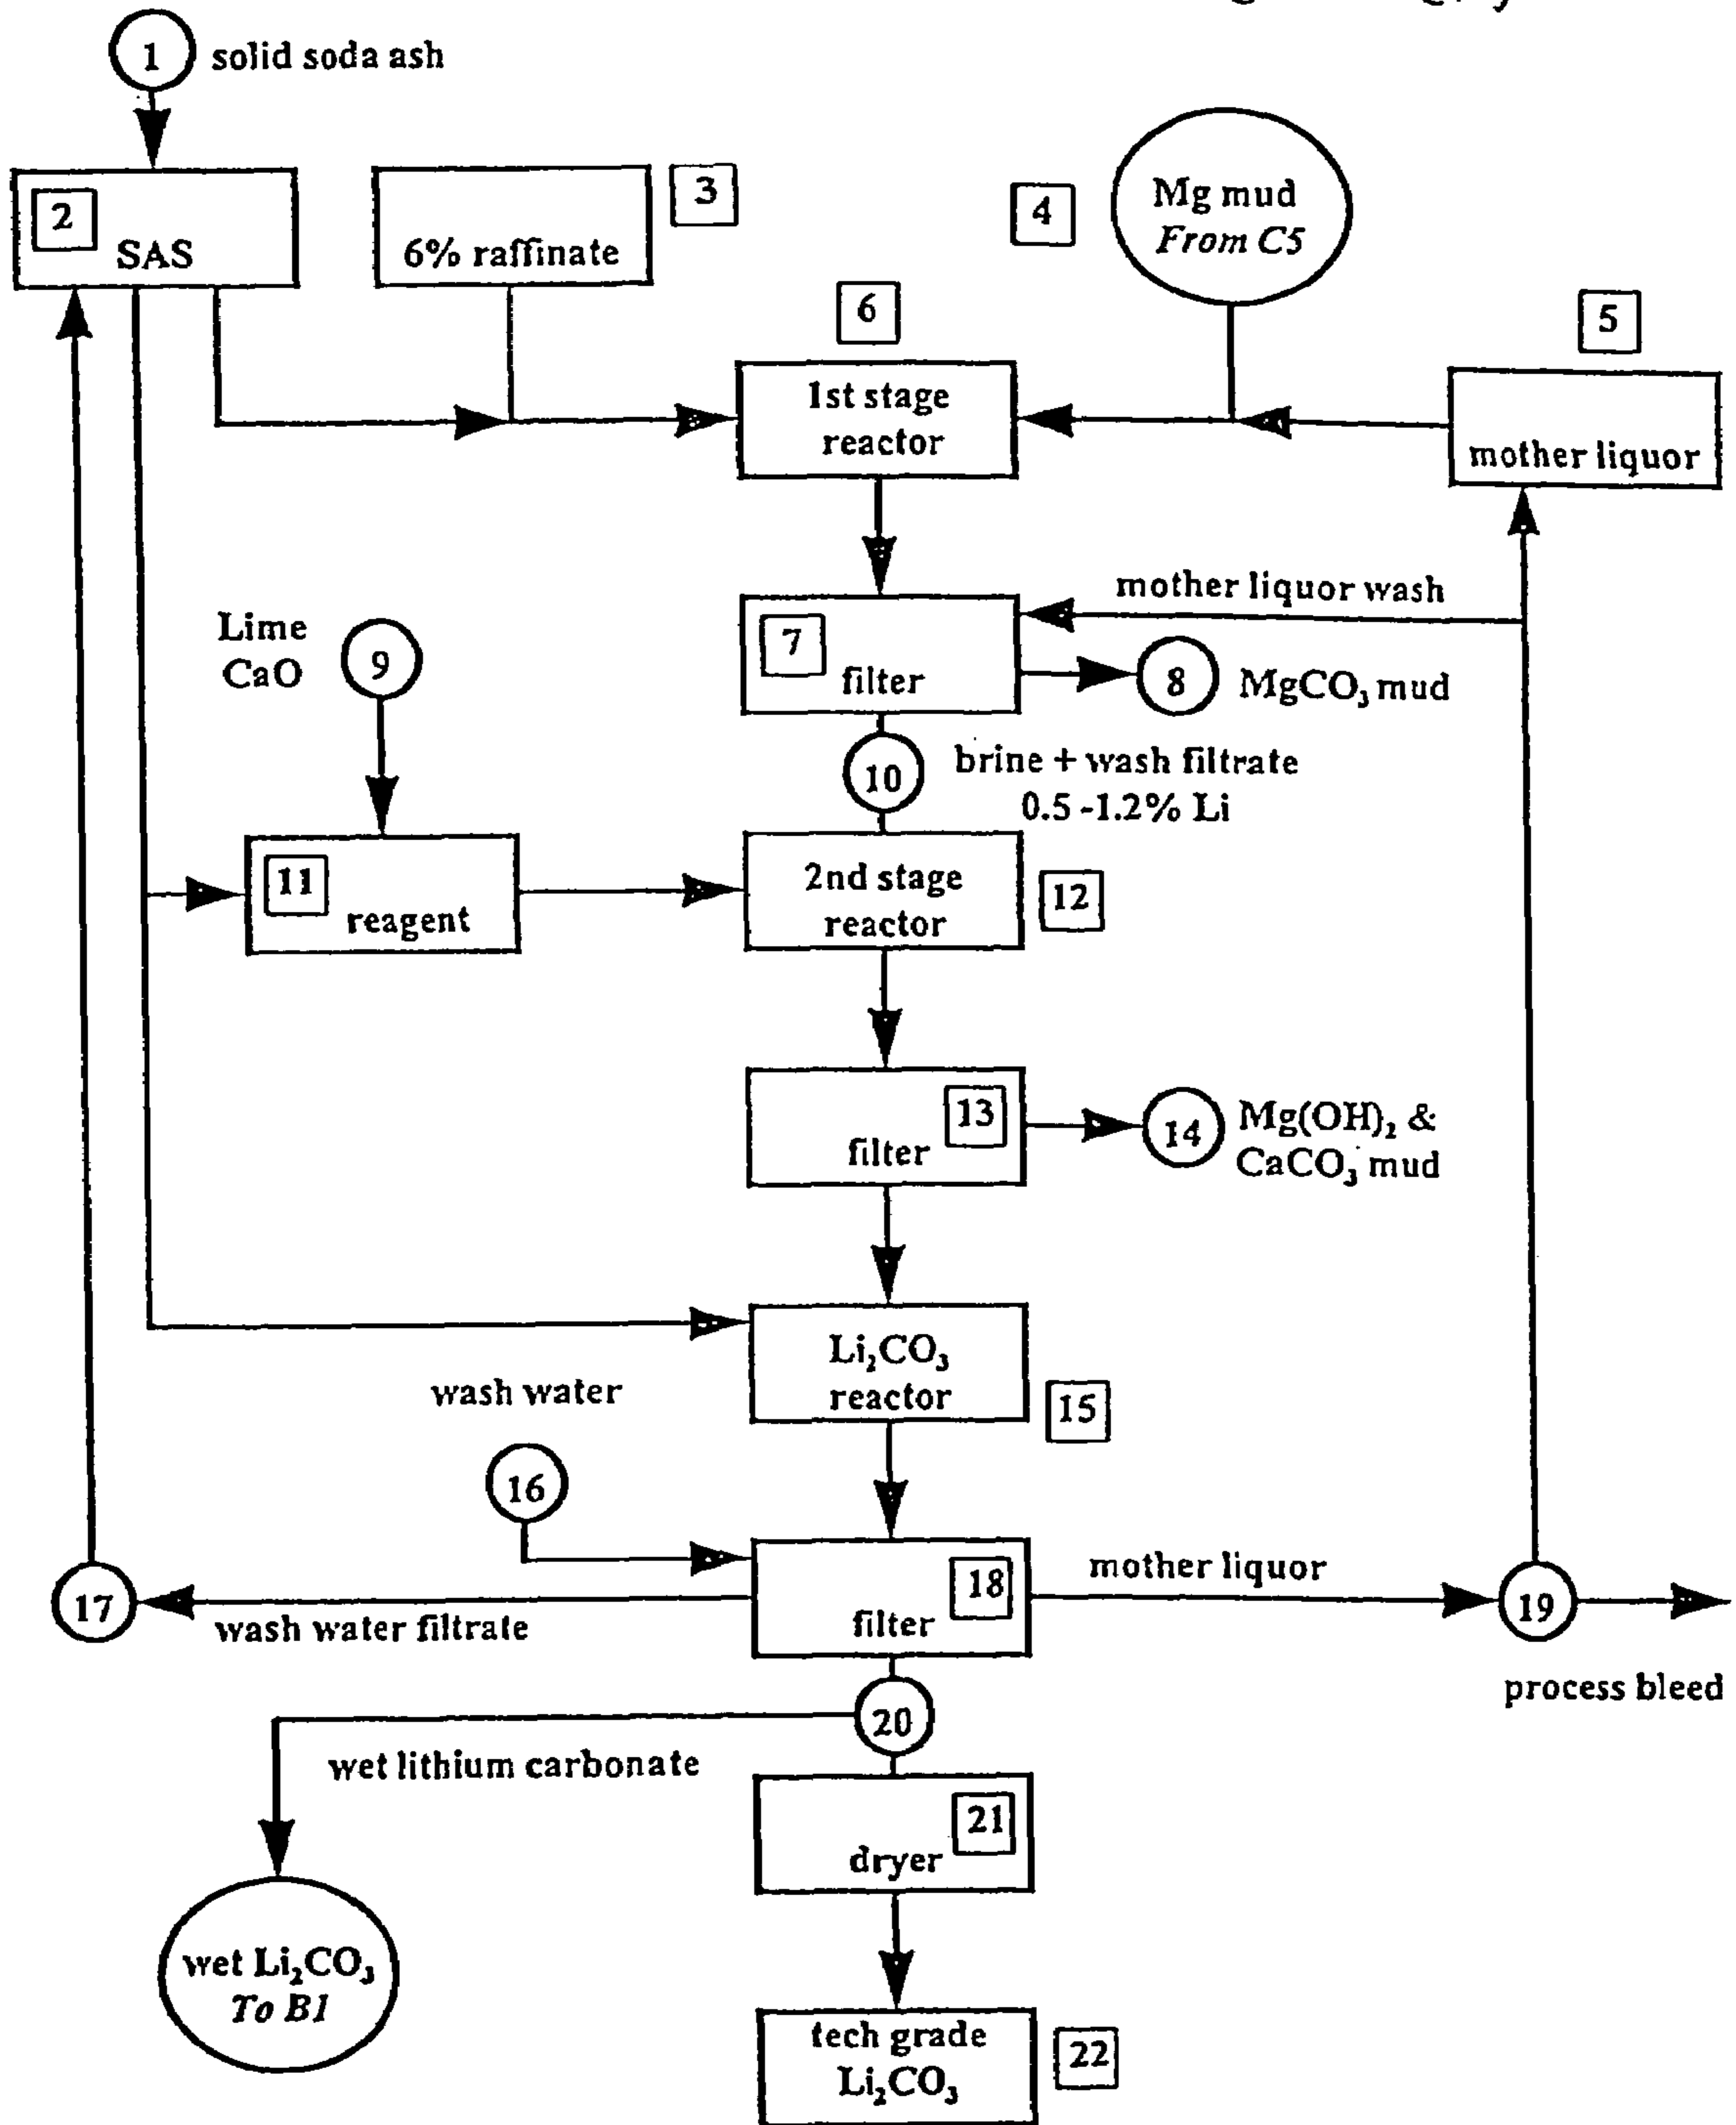 1 solid soda ash
2
SAS
3
6% raffinate
4
Mg mud
From C5
5
mother liquor
6
1st stage
reactor
mother liquor wash
7
filter
8 MgCO₃ mud
Lime
CaO
9
10 brine + wash filtrate
0.5 -1.2% Li
11
reagent
2nd stage
reactor
12
13
filter
14 Mg(OH)₂ &
CaCO₃ mud
Li₂CO₃
reactor
15
wash water
16
17
wash water filtrate
18
filter
mother liquor
19
process bleed
20
wet lithium carbonate
21
dryer
wet Li₂CO₃
To B1
tech grade
Li₂CO₃
22